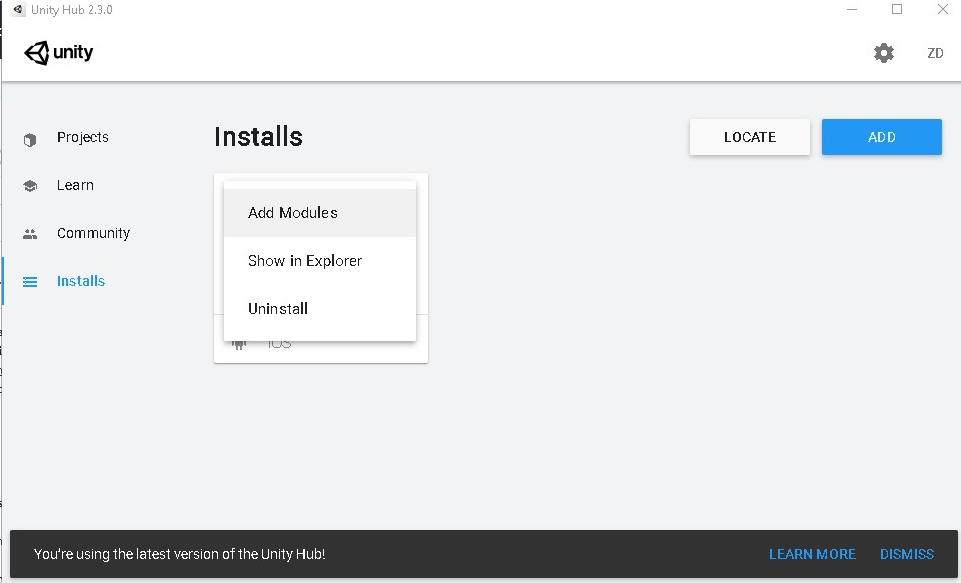 Unity Hub 2.3.0
unity
ZD
Projects
Learn
Community
Installs
Installs
LOCATE
ADD
Add Modules
Show in Explorer
Uninstall
iOS
You're using the latest version of the Unity Hub!
LEARN MORE
DISMISS